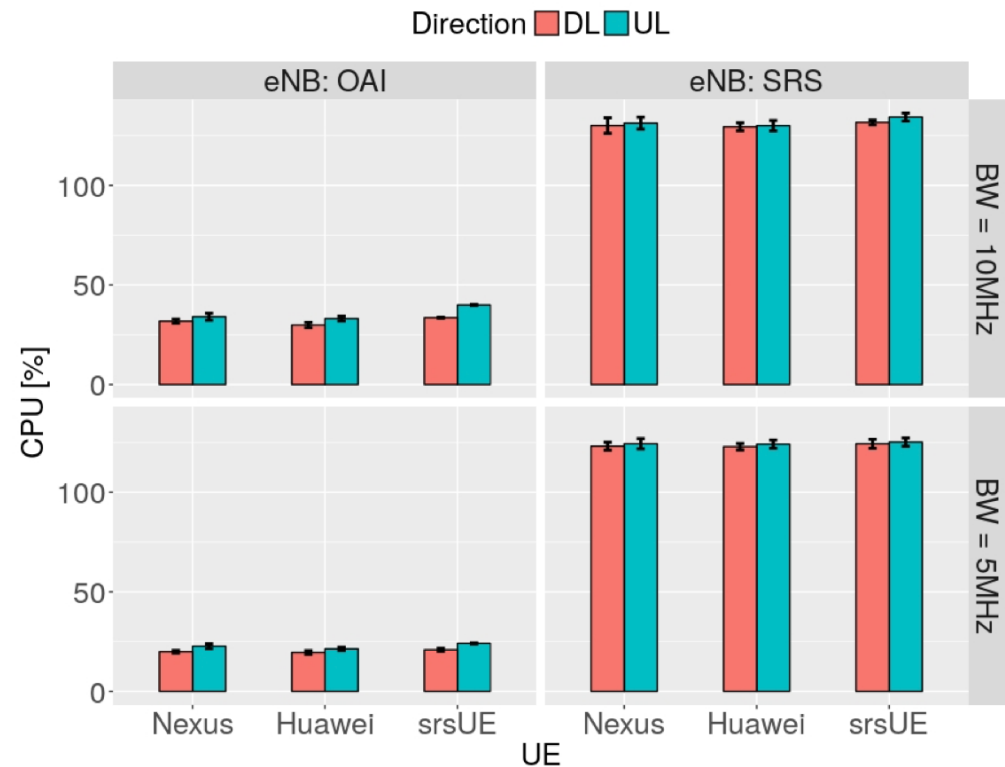 Direction DL UL
eNB: OAI eNB: SRS
CPU [%]
100
50
0
BW = 10MHz
100
50
0
BW = 5MHz
Nexus Huawei srsUE Nexus Huawei srsUE
UE